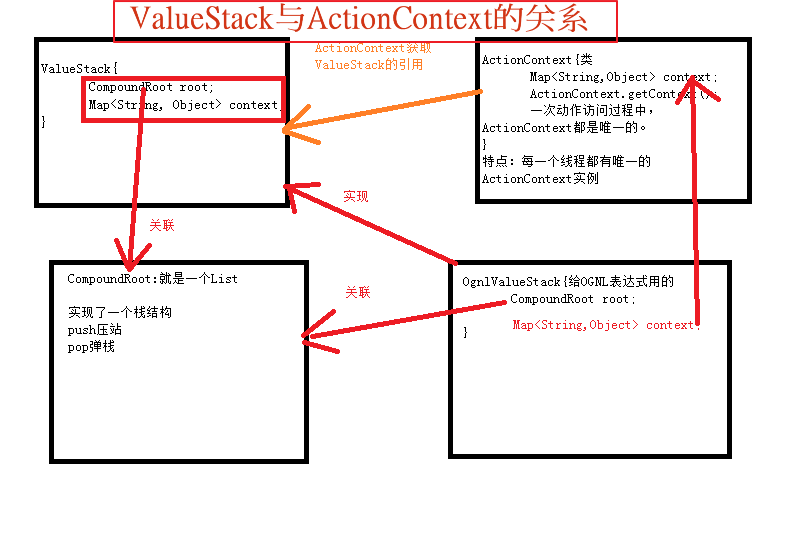 ValueStack与ActionContext的关系
ValueStack{
CompoundRoot root;
Map<String, Object> context;
}
ActionContext获取
ValueStack的引用
ActionContext{类
Map<String,Object> context;
ActionContext.getContext();
一次动作访问过程中，
ActionContext都是唯一的。
}
特点：每一个线程都有唯一的
ActionContext实例
关联
实现
CompoundRoot:就是一个List
实现了一个栈结构
push压站
pop弹栈
关联
OgnlValueStack{给OGNL表达式用的
CompoundRoot root;
Map<String,Object> context;
}